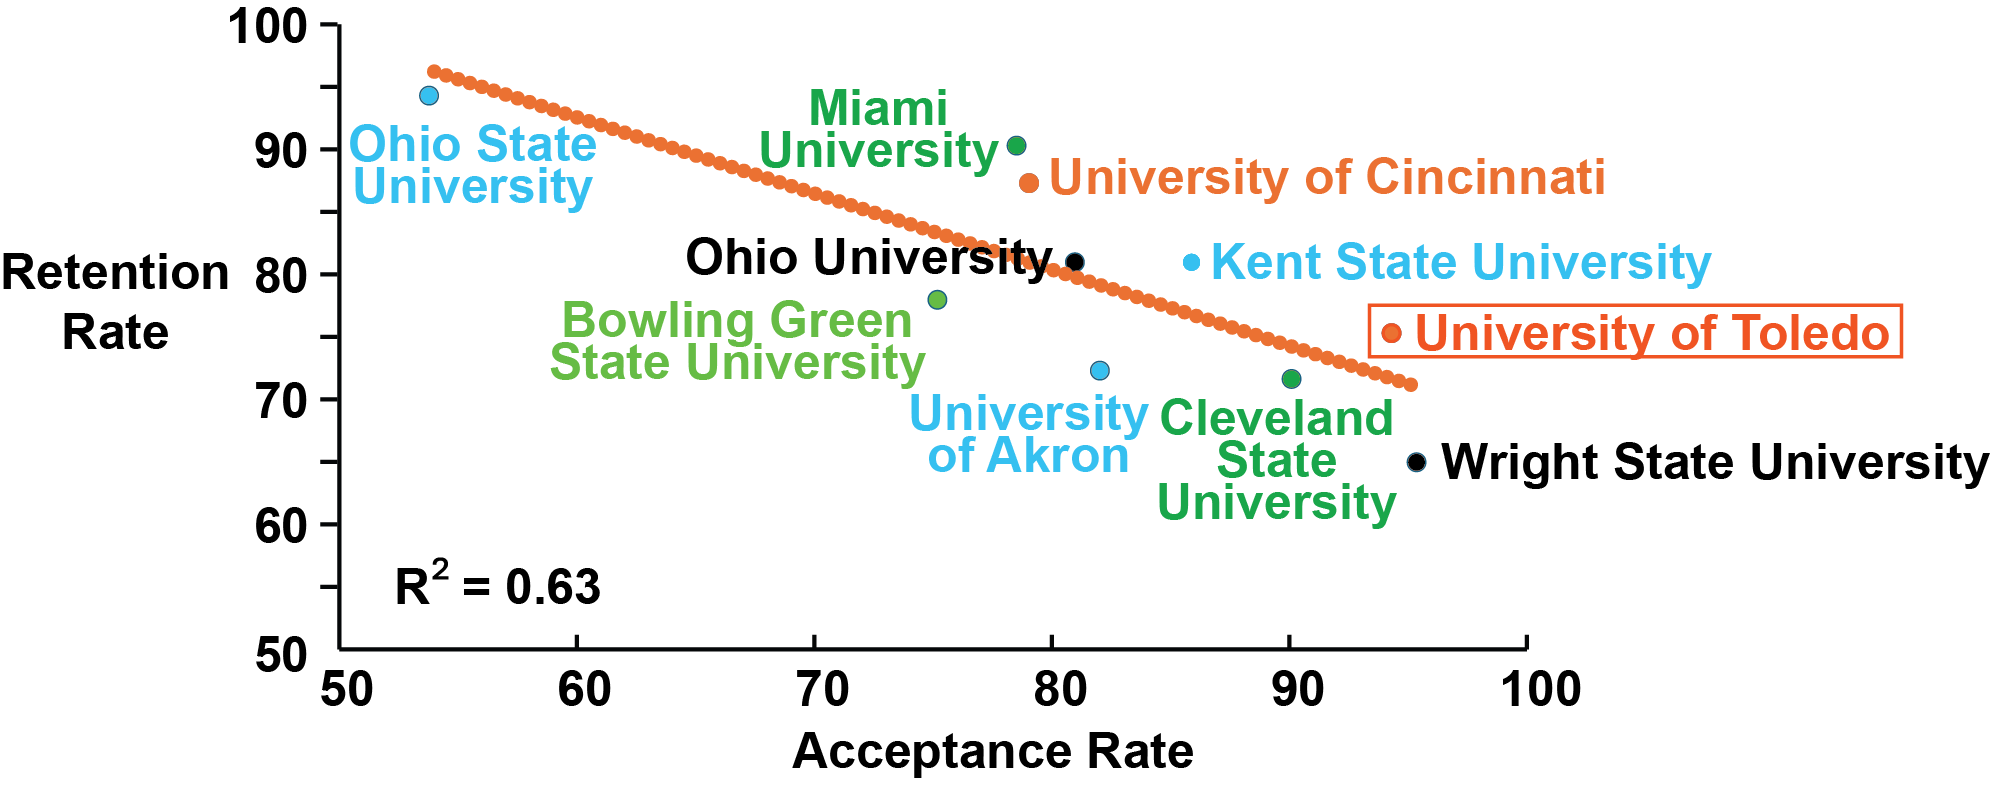 100
90
80
70
60
50
Retention
Rate
Ohio State
University
Miami
University
University of Cincinnati
Ohio University
Kent State University
Bowling Green
State University
University of Toledo
University
of Akron
Cleveland
State
University
Wright State University
R² = 0.63
50 60 70 80 90 100
Acceptance Rate